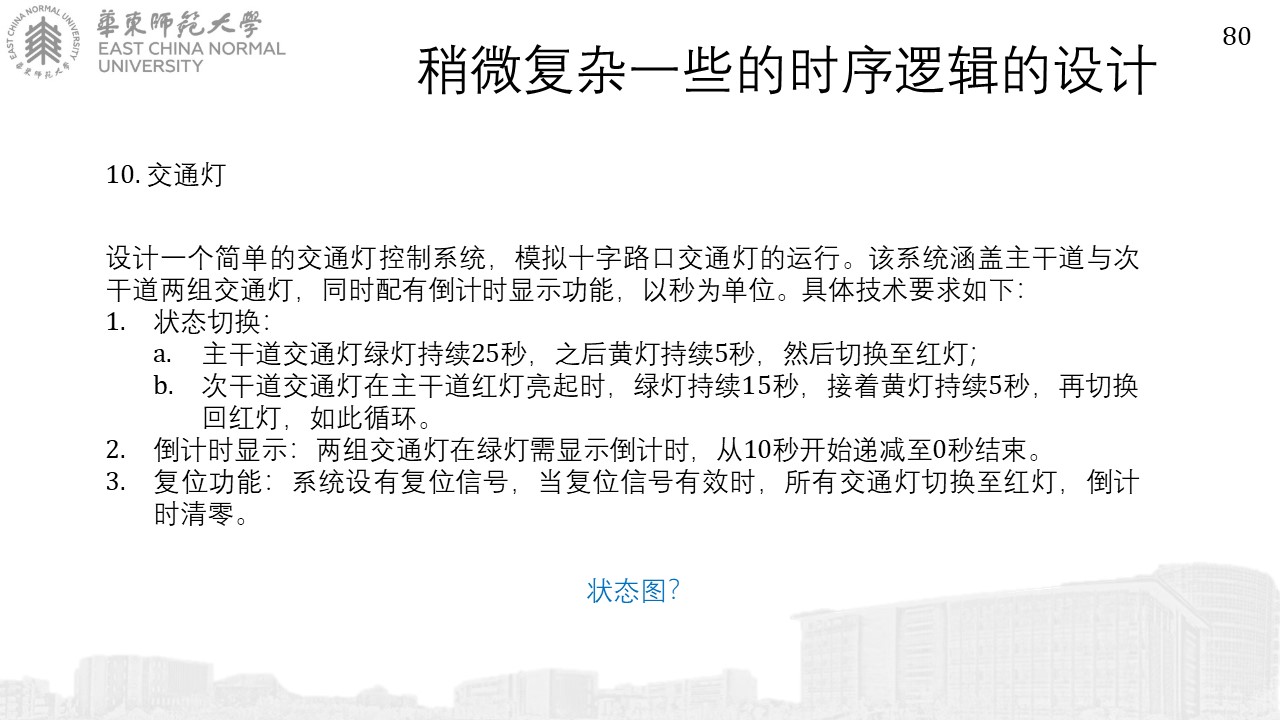 EAST CHINA NORMAL UNIVERSITY
華東師範大學
華東師範大學
EAST CHINA NORMAL
UNIVERSITY
稍微复杂一些的时序逻辑的设计
80
10. 交通灯
设计一个简单的交通灯控制系统，模拟十字路口交通灯的运行。该系统涵盖主干道与次
干道两组交通灯，同时配有倒计时显示功能，以秒为单位。具体技术要求如下：
1. 状态切换：
a. 主干道交通灯绿灯持续25秒，之后黄灯持续5秒，然后切换至红灯；
b. 次干道交通灯在主干道红灯亮起时，绿灯持续15秒，接着黄灯持续5秒，再切换
回红灯，如此循环。
2. 倒计时显示：两组交通灯在绿灯需显示倒计时，从10秒开始递减至0秒结束。
3. 复位功能：系统设有复位信号，当复位信号有效时，所有交通灯切换至红灯，倒计
时清零。
状态图？